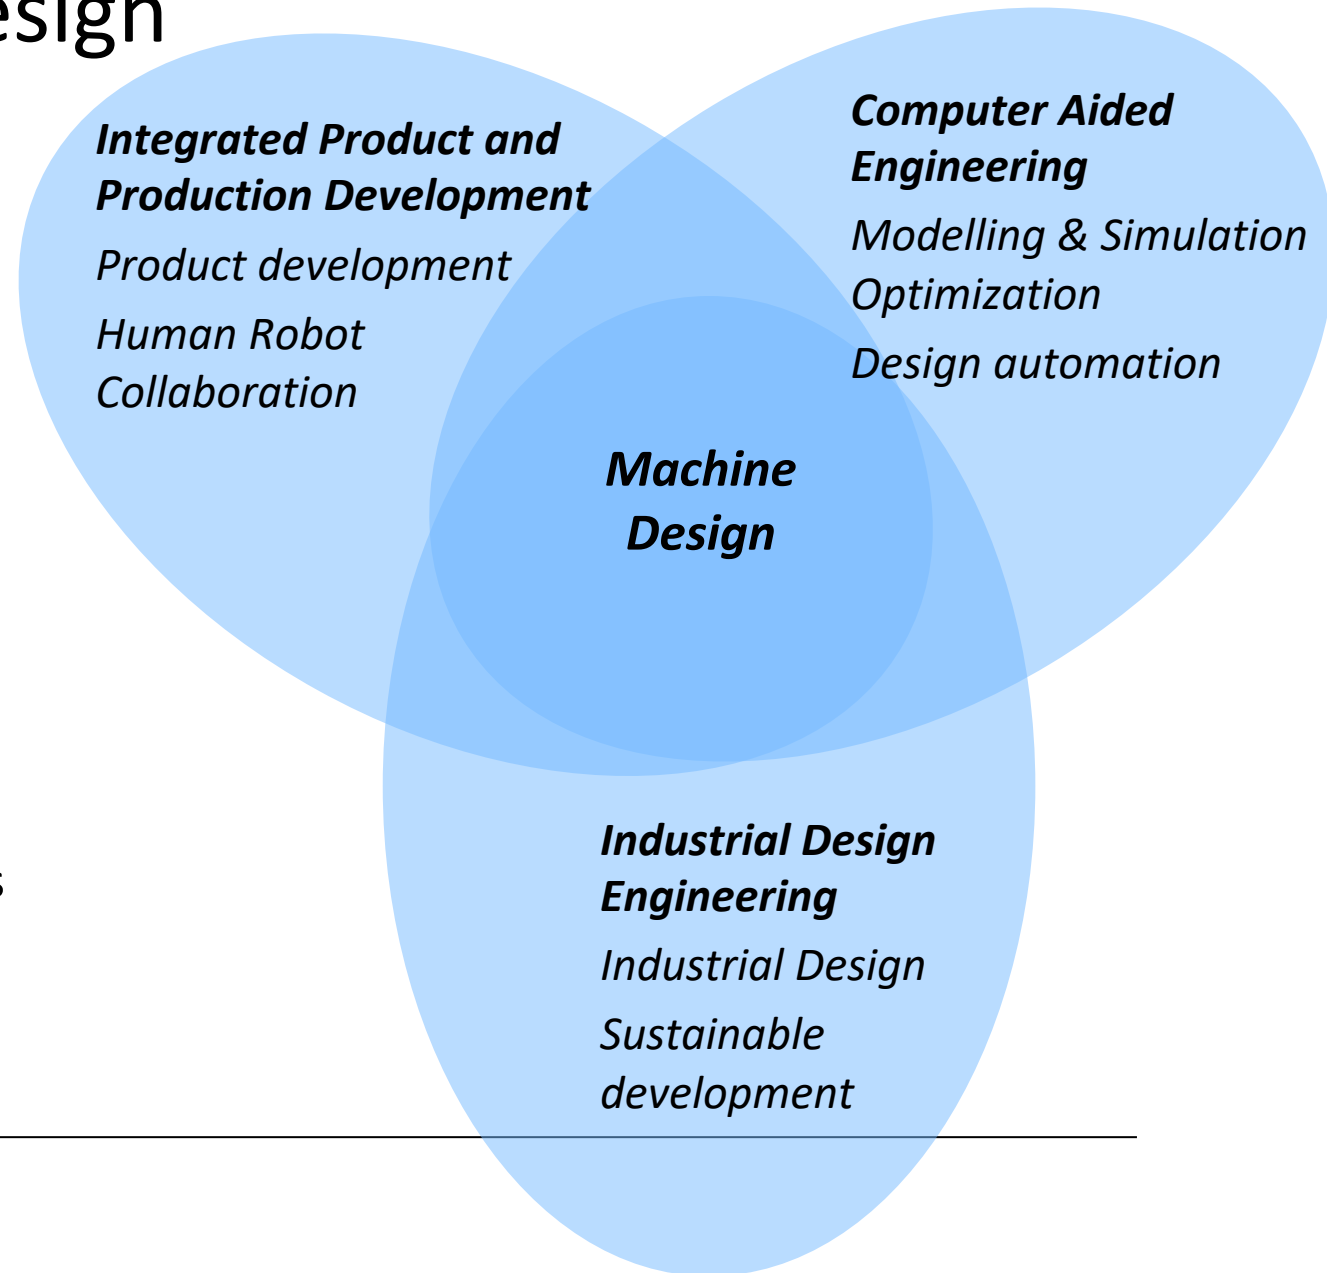 esign
Integrated Product and
Production Development
Product development
Human Robot
Collaboration
Computer Aided
Engineering
Modelling & Simulation
Optimization
Design automation
Machine
Design
Industrial Design
Engineering
Industrial Design
Sustainable
development
s